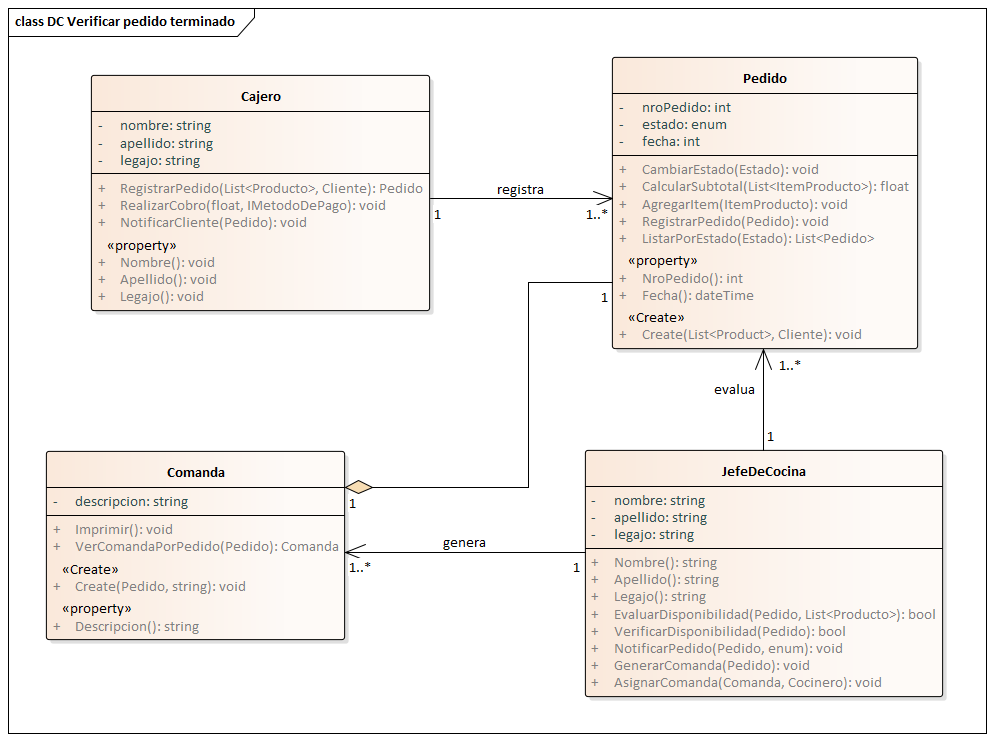 class DC Verificar pedido terminado
Cajero
- nombre: string
- apellido: string
- legajo: string
+ RegistrarPedido(List<Producto>, Cliente): Pedido
+ RealizarCobro(float, IMetodoDePago): void
+ NotificarCliente(Pedido): void
«property»
+ Nombre(): void
+ Apellido(): void
+ Legajo(): void
registra
1
1..*
Pedido
- nroPedido: int
- estado: enum
- fecha: int
+ CambiarEstado(Estado): void
+ CalcularSubtotal(List<ItemProducto>): float
+ AgregarItem(ItemProducto): void
+ RegistrarPedido(Pedido): void
+ ListarPorEstado(Estado): List<Pedido>
«property»
+ NroPedido(): int
+ Fecha(): dateTime
«Create»
+ Create(List<Product>, Cliente): void
1
1..*
evalua
1
Comanda
- descripcion: string
+ Imprimir(): void
+ VerComandaPorPedido(Pedido): Comanda
«Create»
+ Create(Pedido, string): void
«property»
+ Descripcion(): string
1
genera
1..*
1
JefeDeCocina
- nombre: string
- apellido: string
- legajo: string
+ Nombre(): string
+ Apellido(): string
+ Legajo(): string
+ EvaluarDisponibilidad(Pedido, List<Producto>): bool
+ VerificarDisponibilidad(Pedido): bool
+ NotificarPedido(Pedido, enum): void
+ GenerarComanda(Pedido): void
+ AsignarComanda(Comanda, Cocinero): void